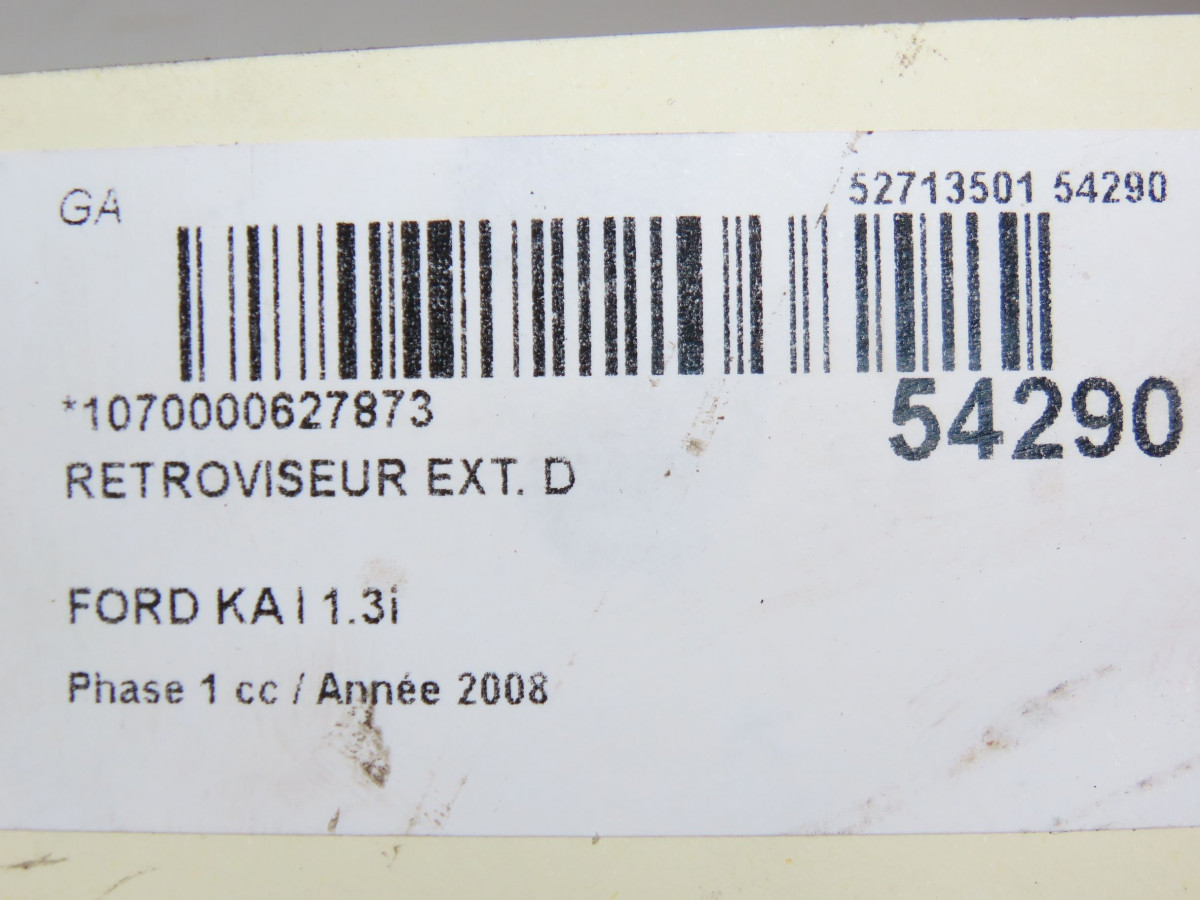 GA
52713501 54290
*1070000627873
54290
RETROVISEUR EXT. D
FORD KA I 1.3i
Phase 1 cc / Année 2008